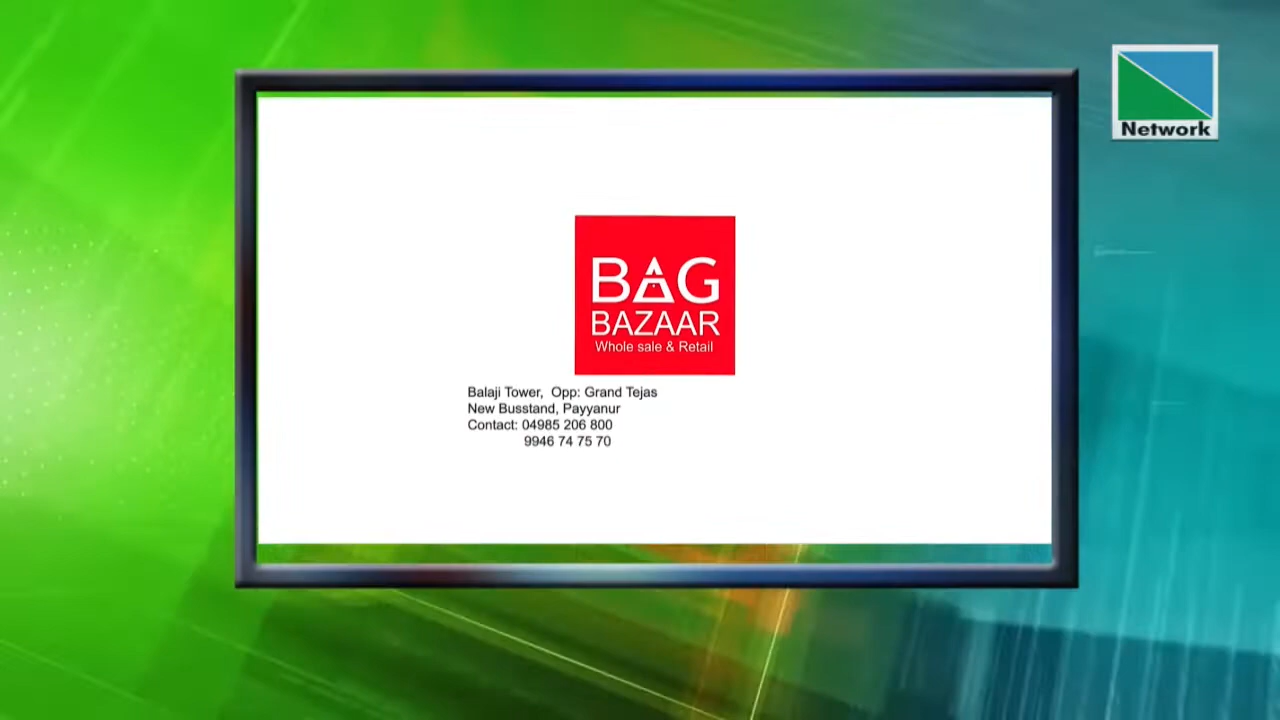 Network
BAG
BAZAAR
Whole sale & Retail
Balaji Tower,  Opp: Grand Tejas
New Busstand, Payyanur
Contact: 04985 206 800
9946 74 75 70